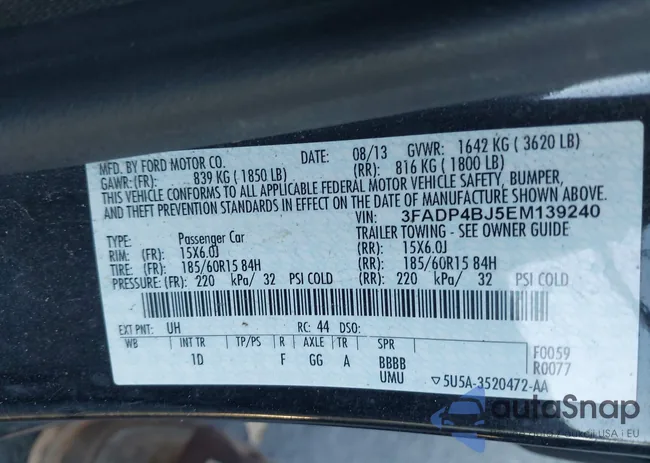 MFD. BY FORD MOTOR CO. DATE: 08/13 GVWR: 1642 KG ( 3620 LB)
GAWR: (FR): 839 KG ( 1850 LB) (RR): 816 KG ( 1800 LB)
THIS VEHICLE CONFORMS TO ALL APPLICABLE FEDERAL MOTOR VEHICLE SAFETY, BUMPER,
AND THEFT PREVENTION STANDARDS IN EFFECT ON THE DATE OF MANUFACTURE SHOWN ABOVE.
VIN: 3FADP4BJ5EM139240
TYPE: Passenger Car TRAILER TOWING - SEE OWNER GUIDE
RIM: (FR): 15X6.0J (RR): 15X6.0J
TIRE: (FR): 185/60R15 84H (RR): 185/60R15 84H
PRESSURE: (FR): 220 kPa/ 32 PSI COLD (RR): 220 kPa/ 32 PSI COLD
EXT PNT: UH RC: 44 DSO:
WB INT TR TP/PS R AXLE TR SPR
1D F GG A BBBB
UMU
F0059
R0077
▽5U5A-3520472-AA
autoSnap